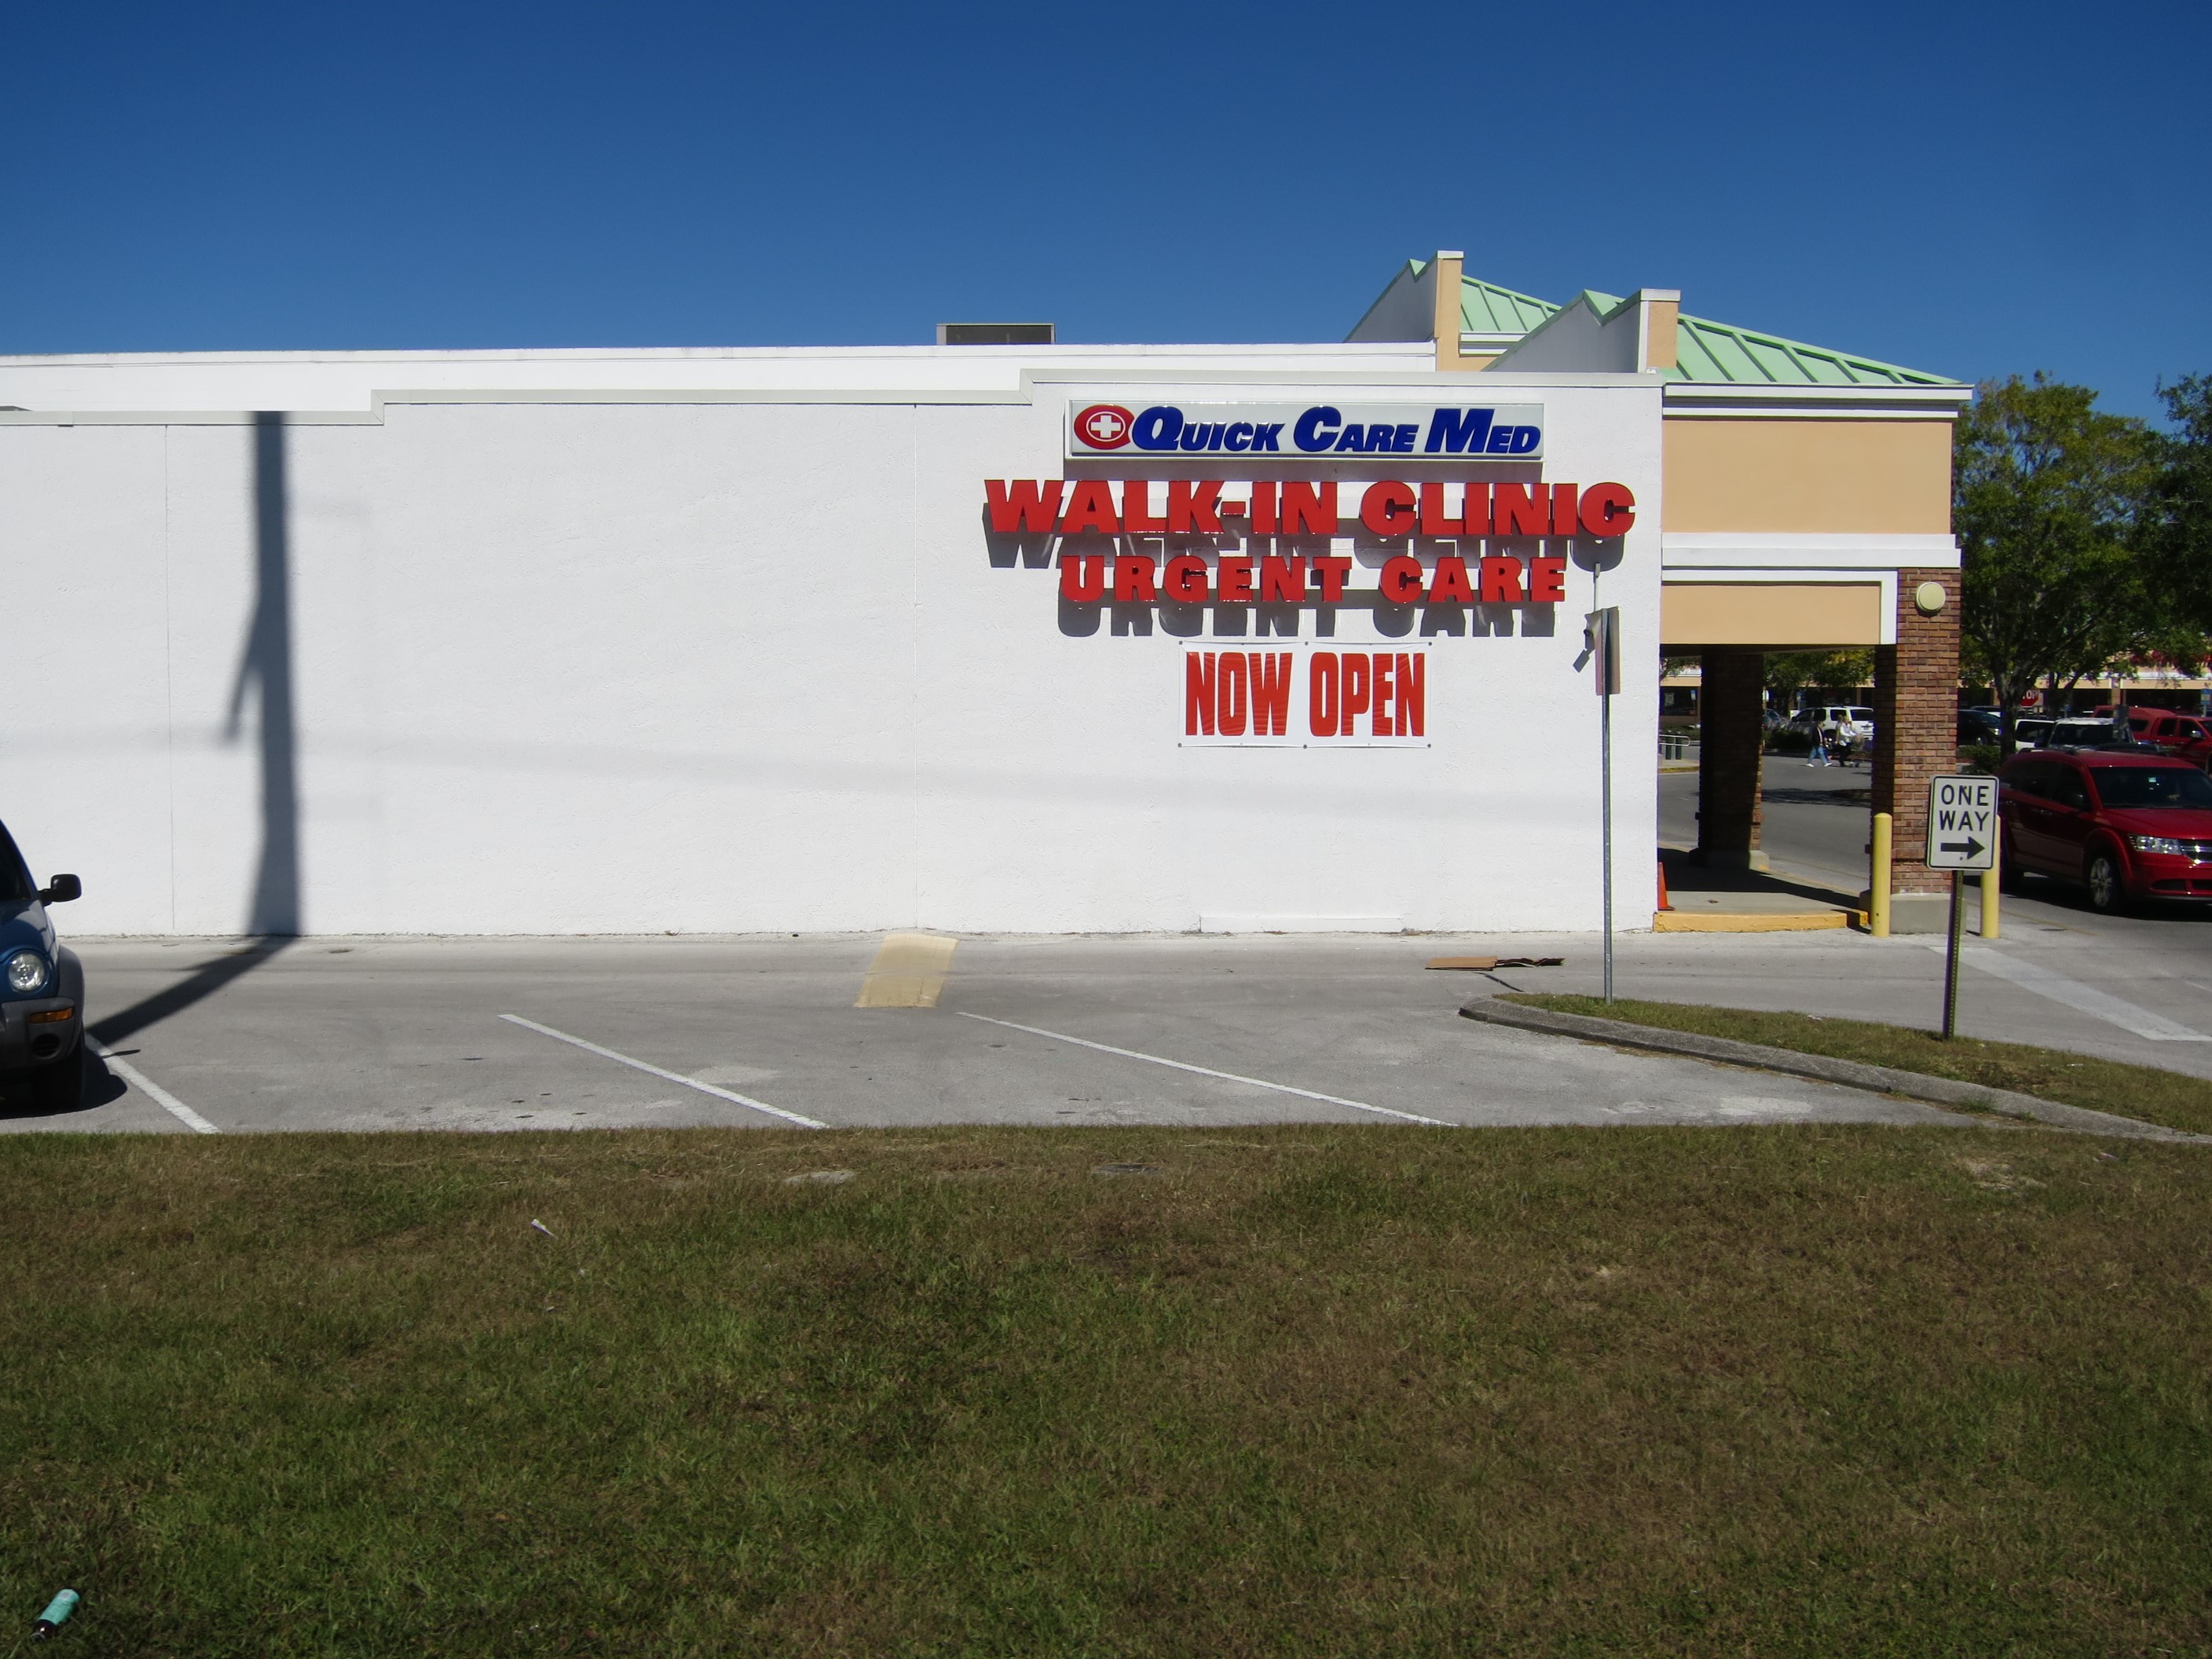 QUICK CARE MED
WALK-IN CLINIC
URGENT CARE
NOW OPEN
ONE
WAY